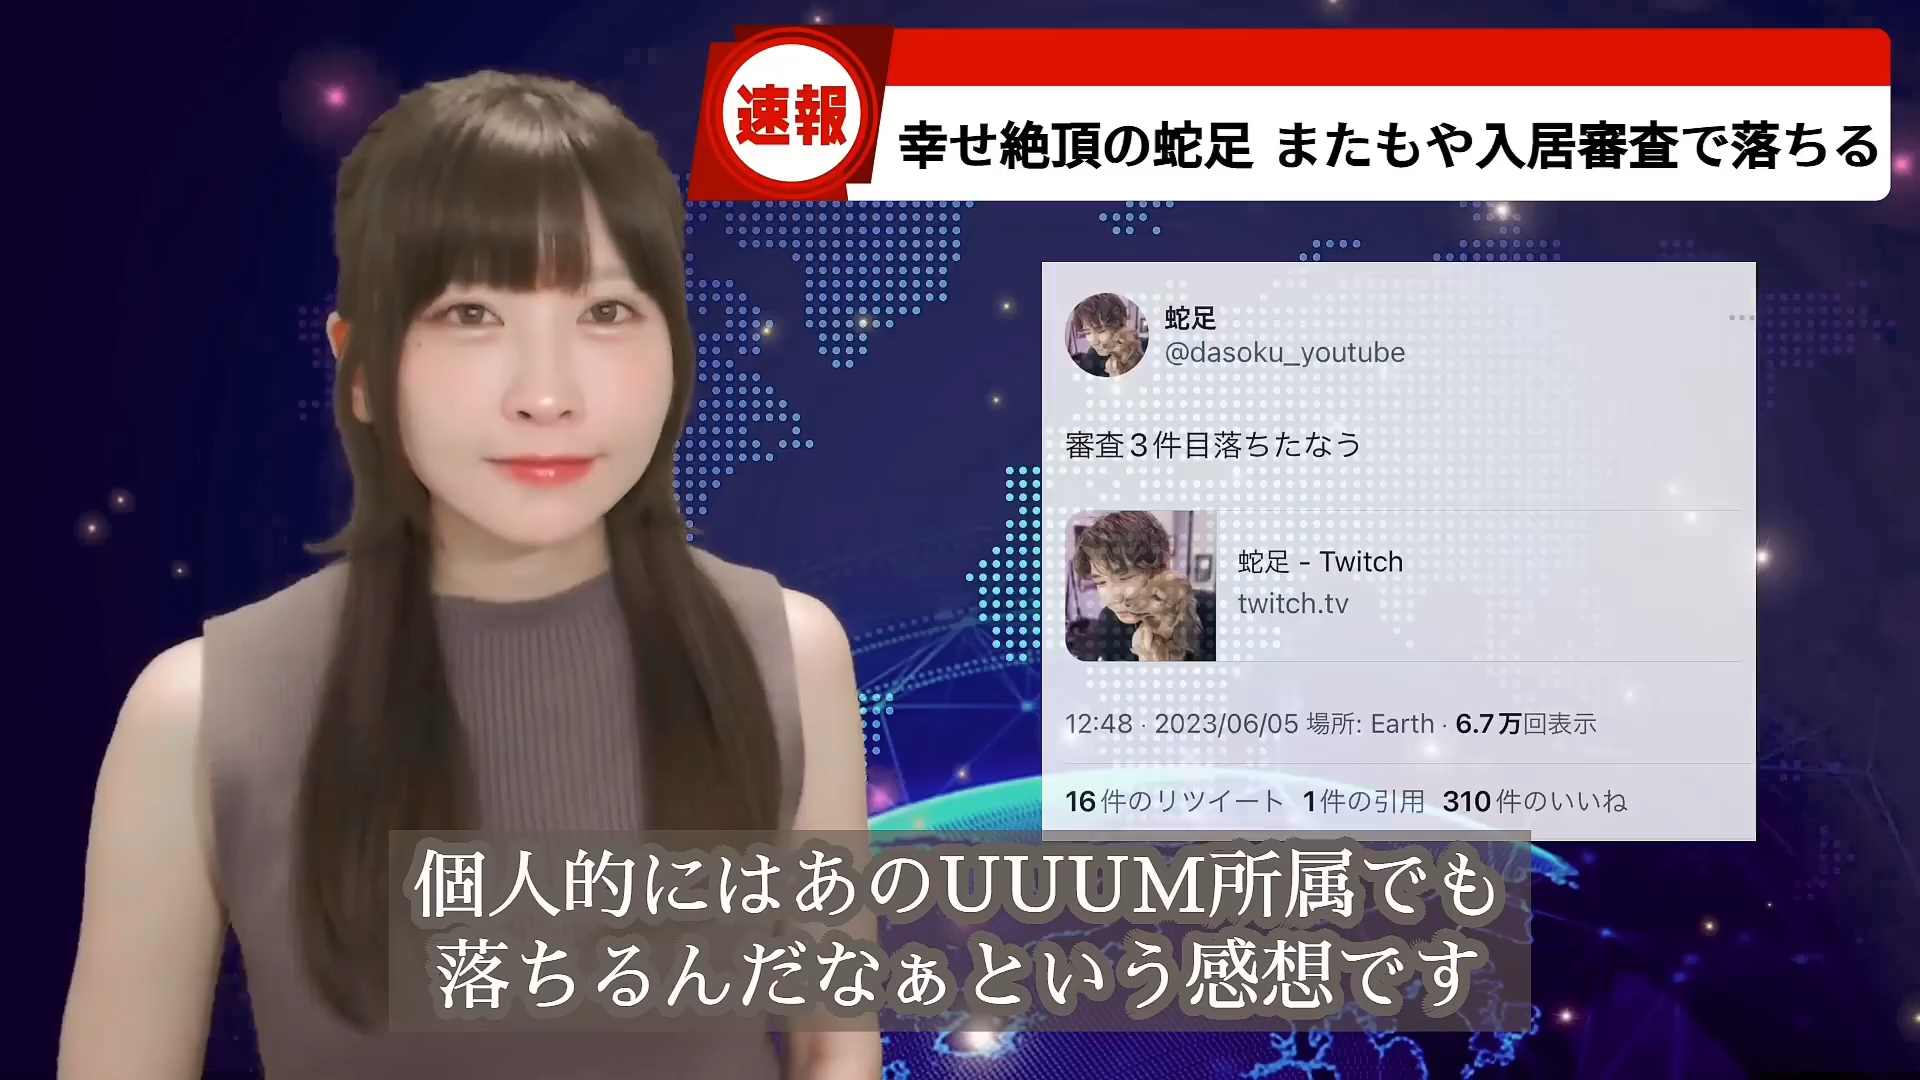 速報
幸せ絶頂の蛇足 またもや入居審査で落ちる
蛇足
@dasoku_youtube
審査3件目落ちたなう
蛇足 - Twitch
twitch.tv
12:48 · 2023/06/05 場所: Earth · 6.7万回表示
16件のリツイート 1件の引用 310件のいいね
個人的にはあのUUUM所属でも
落ちるんだなぁという感想です